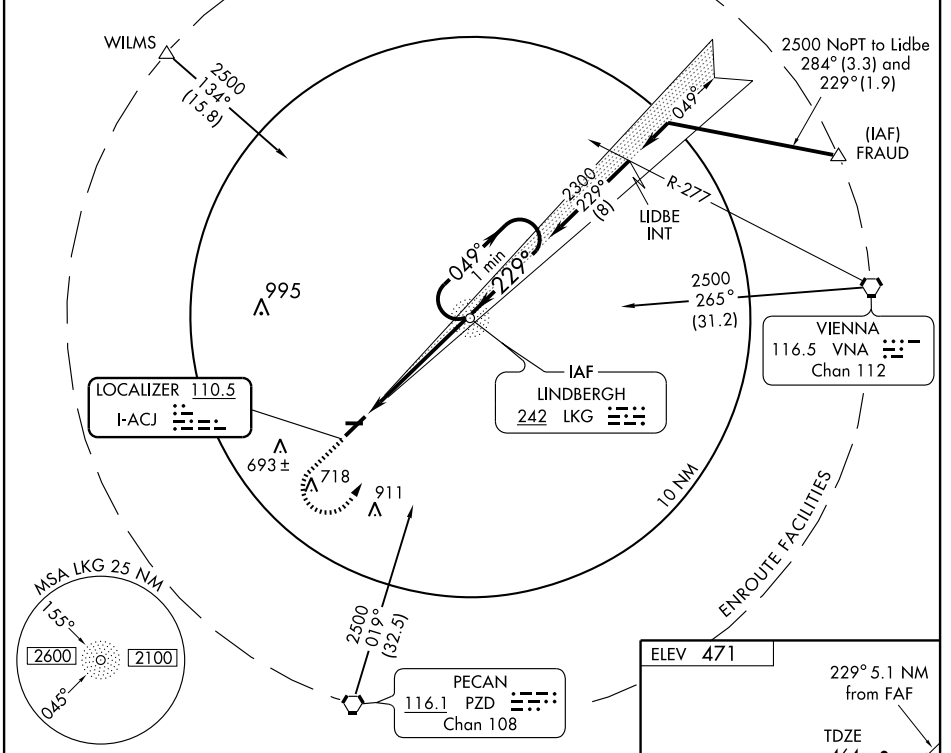 WILMS
2500
134°
(15.8)
2500 NoPT to Lidbe
284° (3.3) and
229° (1.9)
(IAF)
FRAUD
049°
R-277
2300
229°
(8)
LIDBE
INT
049°
1 min
229°
995
2500
265°
(31.2)
VIENNA
116.5 VNA
Chan 112
LOCALIZER 110.5
I-ACJ
IAF
LINDBERGH
242 LKG
693 ±
718
911
10 NM
ENROUTE FACILITIES
MSA LKG 25 NM
155°
2600
2100
045°
2500
019°
(32.5)
PECAN
116.1 PZD
Chan 108
ELEV 471
229° 5.1 NM
from FAF
TDZE